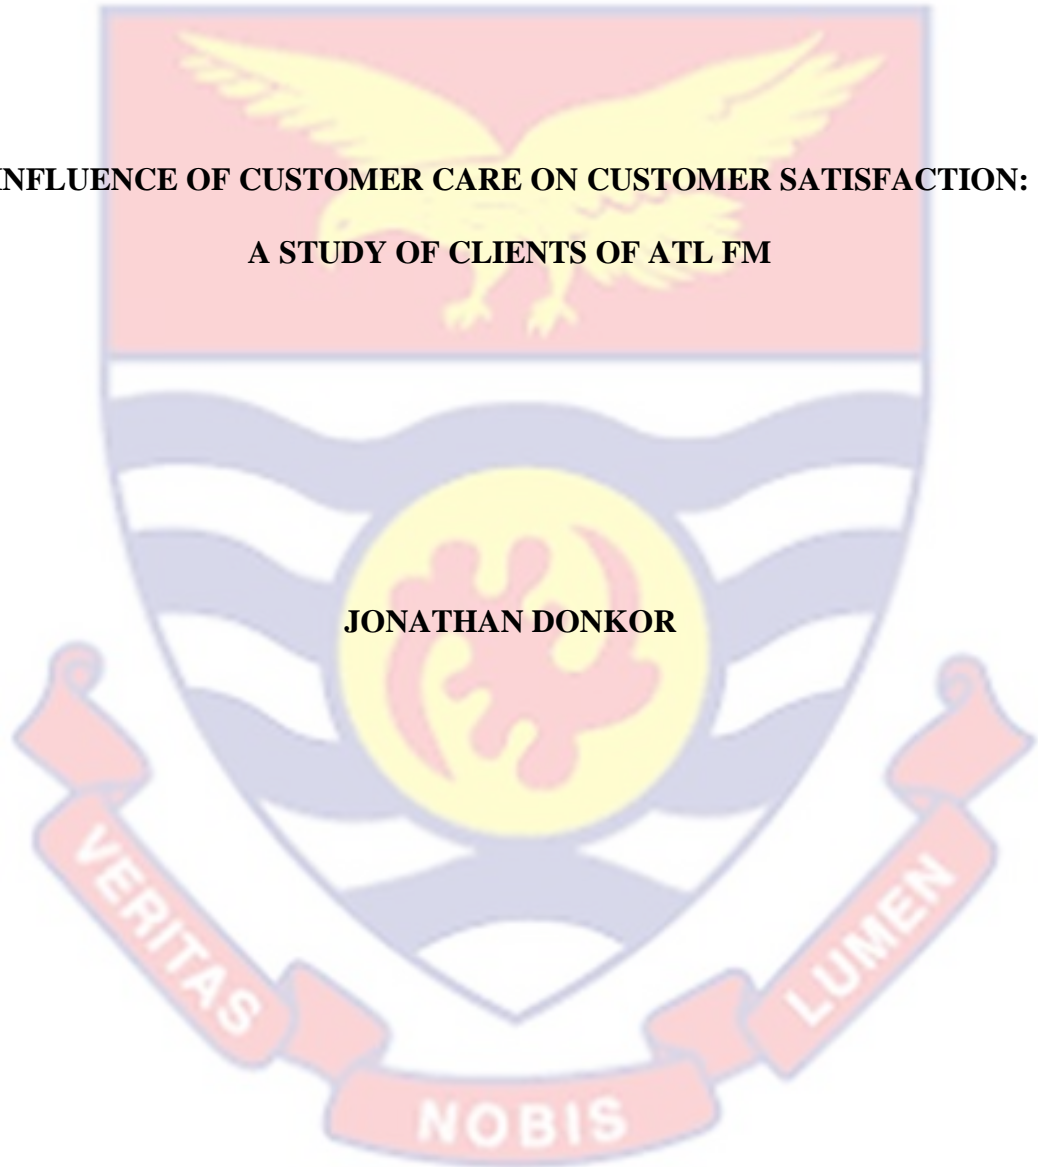 INFLUENCE OF CUSTOMER CARE ON CUSTOMER SATISFACTION:
A STUDY OF CLIENTS OF ATL FM
JONATHAN DONKOR
VERITAS
NOBIS
LUMEN